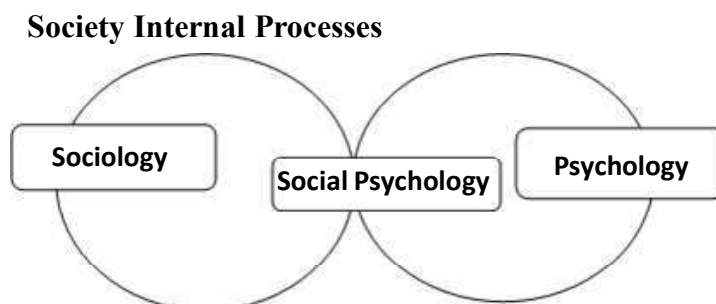 Society Internal Processes
Sociology
Social Psychology
Psychology